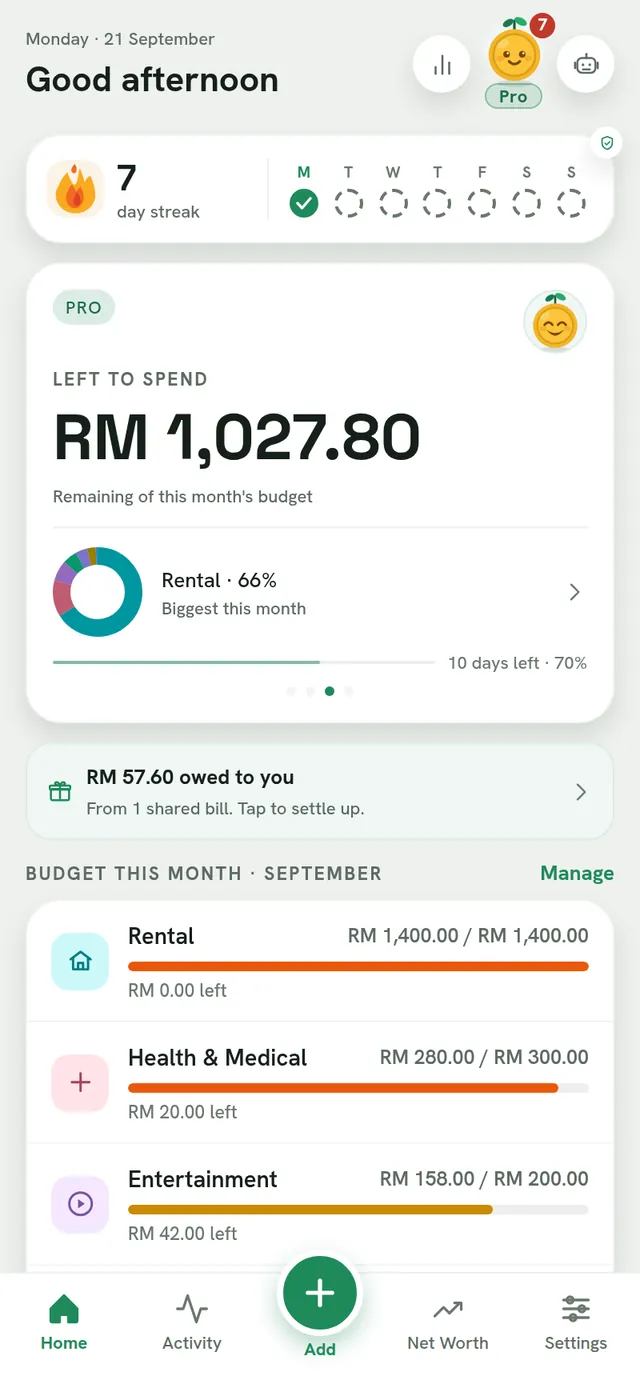 Monday · 21 September
Good afternoon
7
Pro
7
day streak
M T W T F S S
PRO
LEFT TO SPEND
RM 1,027.80
Remaining of this month's budget
Rental · 66%
Biggest this month
10 days left · 70%
RM 57.60 owed to you
From 1 shared bill. Tap to settle up.
BUDGET THIS MONTH · SEPTEMBER
Manage
Rental
RM 1,400.00 / RM 1,400.00
RM 0.00 left
Health & Medical
RM 280.00 / RM 300.00
RM 20.00 left
Entertainment
RM 158.00 / RM 200.00
RM 42.00 left
Home
Activity
Add
Net Worth
Settings